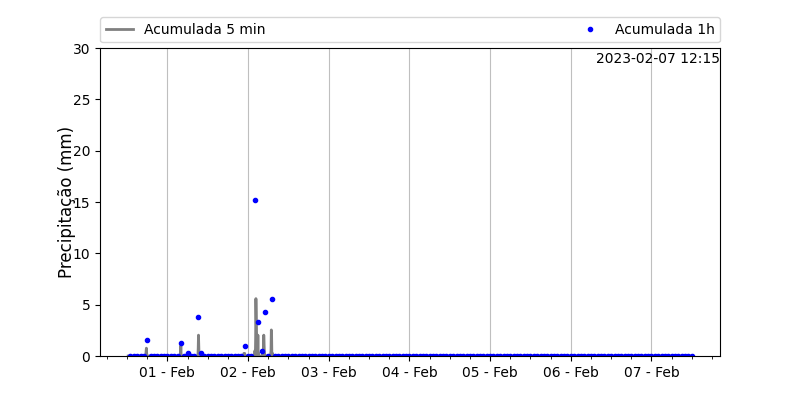 Acumulada 5 min
Acumulada 1h
2023-02-07 12:15
Precipitação (mm)
30
25
20
15
10
5
0
01 - Feb
02 - Feb
03 - Feb
04 - Feb
05 - Feb
06 - Feb
07 - Feb